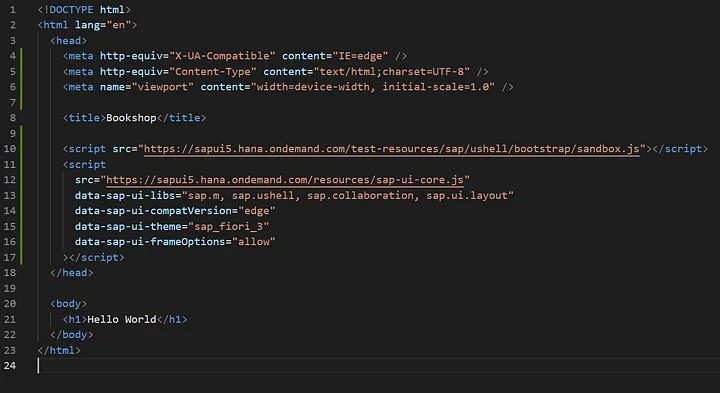 1 <!DOCTYPE html>
2 <html lang="en">
3   <head>
4     <meta http-equiv="X-UA-Compatible" content="IE=edge" />
5     <meta http-equiv="Content-Type" content="text/html;charset=UTF-8" />
6     <meta name="viewport" content="width=device-width, initial-scale=1.0" />
7
8     <title>Bookshop</title>
9
10     <script src="https://sapui5.hana.ondemand.com/test-resources/sap/ushell/bootstrap/sandbox.js"></script>
11     <script
12       src="https://sapui5.hana.ondemand.com/resources/sap-ui-core.js"
13       data-sap-ui-libs="sap.m, sap.ushell, sap.collaboration, sap.ui.layout"
14       data-sap-ui-compatVersion="edge"
15       data-sap-ui-theme="sap_fiori_3"
16       data-sap-ui-frameOptions="allow"
17     ></script>
18   </head>
19
20   <body>
21     <h1>Hello World</h1>
22   </body>
23 </html>
24